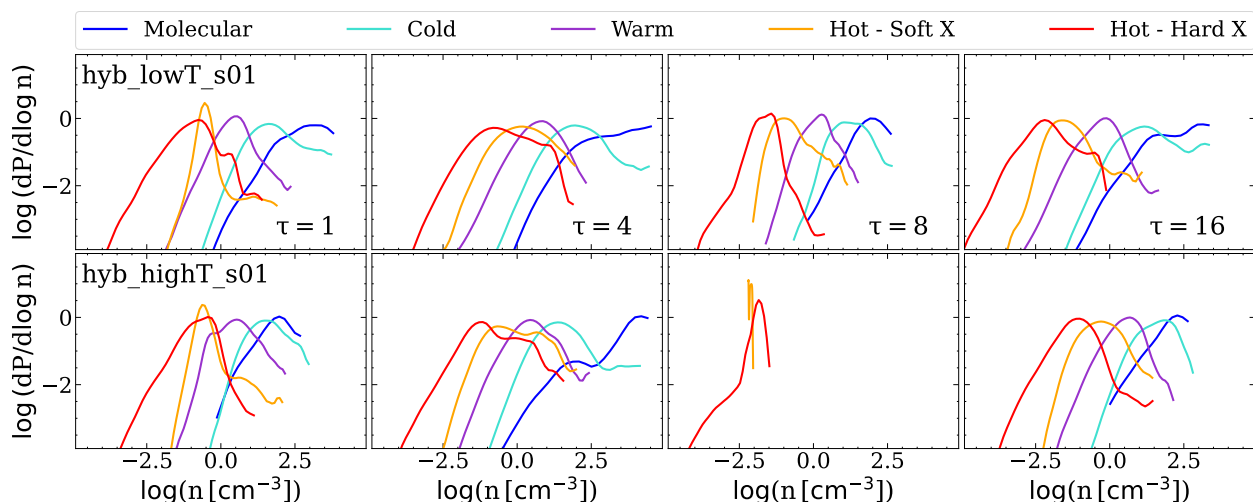 Molecular Cold Warm Hot - Soft X Hot - Hard X
hyb_lowT_s01
log (dP/dlog n)
0
−2
τ = 1
τ = 4
τ = 8
τ = 16
hyb_highT_s01
log (dP/dlog n)
0
−2
−2.5 0.0 2.5 −2.5 0.0 2.5 −2.5 0.0 2.5 −2.5 0.0 2.5
log(n [cm⁻³]) log(n [cm⁻³]) log(n [cm⁻³]) log(n [cm⁻³])